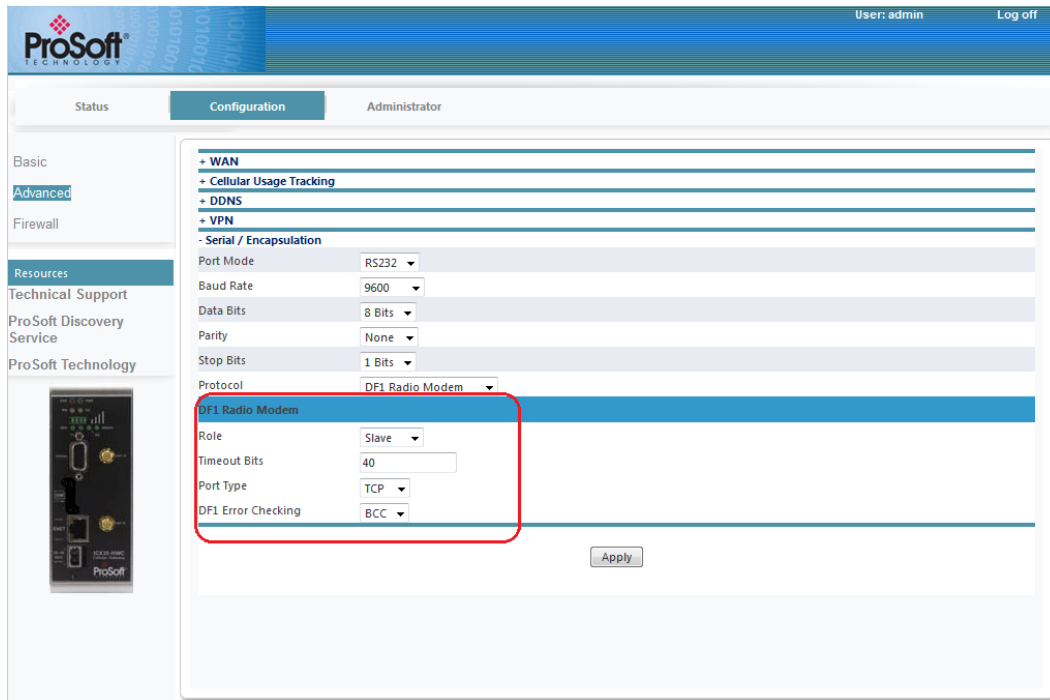 User: admin
Log off
ProSoft®
TECHNOLOGY
Status
Configuration
Administrator
Basic
Advanced
Firewall
Resources
Technical Support
ProSoft Discovery
Service
ProSoft Technology
ProSoft
+ WAN
+ Cellular Usage Tracking
+ DDNS
+ VPN
- Serial / Encapsulation
Port Mode RS232
Baud Rate 9600
Data Bits 8 Bits
Parity None
Stop Bits 1 Bits
Protocol DF1 Radio Modem
DF1 Radio Modem
Role Slave
Timeout Bits 40
Port Type TCP
DF1 Error Checking BCC
Apply